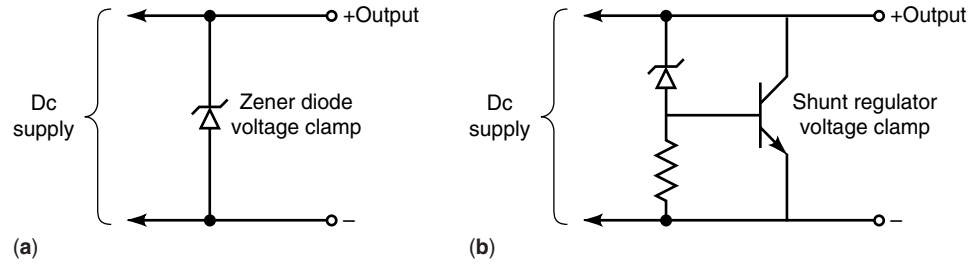 +Output
Dc
supply
Zener diode
voltage clamp
–
(a)
+Output
Dc
supply
Shunt regulator
voltage clamp
–
(b)